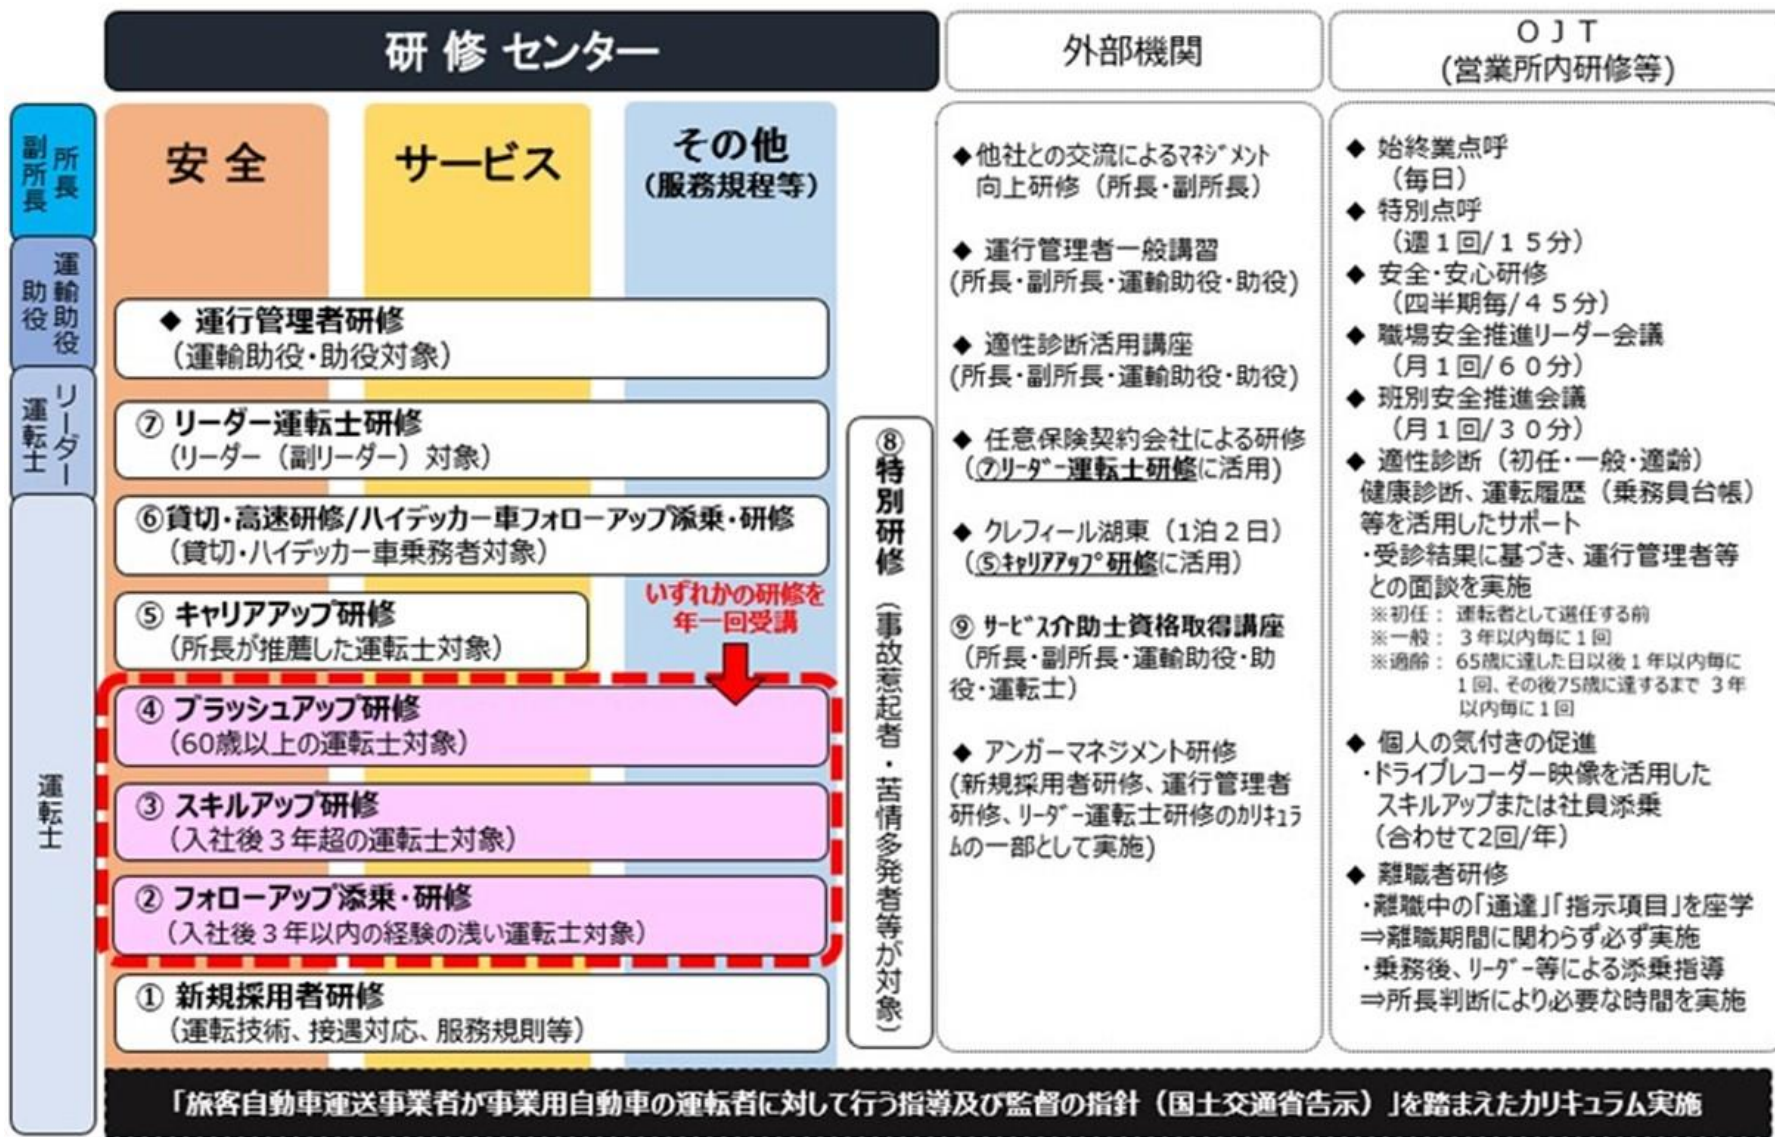 研修センター
外部機関
ＯＪＴ
(営業所内研修等)
所長
副所長
運輸助役
助役
リーダー
運転士
運転士
安全
サービス
その他
（服務規程等）
◆ 運行管理者研修
（運輸助役・助役対象）
⑦ リーダー運転士研修
（リーダー（副リーダー）対象）
⑥貸切・高速研修/ハイデッカー車フォローアップ添乗・研修
（貸切・ハイデッカー車乗務者対象）
⑤ キャリアアップ研修
（所長が推薦した運転士対象）
いずれかの研修を
年一回受講
④ ブラッシュアップ研修
（60歳以上の運転士対象）
③ スキルアップ研修
（入社後３年超の運転士対象）
② フォローアップ添乗・研修
（入社後３年以内の経験の浅い運転士対象）
① 新規採用者研修
（運転技術、接遇対応、服務規則等）
⑧特別研修（事故惹起者・苦情多発者等が対象）
◆他社との交流によるﾏﾈｼﾞﾒﾝﾄ
向上研修（所長・副所長）
◆ 運行管理者一般講習
(所長・副所長・運輸助役・助役)
◆ 適性診断活用講座
(所長・副所長・運輸助役・助役)
◆ 任意保険契約会社による研修
（⑦ﾘｰﾀﾞｰ運転士研修に活用）
◆ クレフィール湖東（1泊２日）
（⑤ｷｬﾘｱｱｯﾌﾟ研修に活用）
⑨ ｻｰﾋﾞｽ介助士資格取得講座
（所長・副所長・運輸助役・助
役・運転士）
◆ アンガーマネジメント研修
(新規採用者研修、運行管理者
研修、ﾘｰﾀﾞｰ運転士研修のｶﾘｷｭﾗ
ﾑの一部として実施)
◆ 始終業点呼
（毎日）
◆ 特別点呼
（週１回/１５分）
◆ 安全・安心研修
（四半期毎/４５分）
◆ 職場安全推進リーダー会議
（月１回/６０分）
◆ 班別安全推進会議
（月１回/３０分）
◆ 適性診断（初任・一般・適齢）
健康診断、運転履歴（乗務員台帳）
等を活用したサポート
・受診結果に基づき、運行管理者等
との面談を実施
※初任： 運転者として選任する前
※一般： ３年以内毎に１回
※適齢： 65歳に達した日以後１年以内毎に
１回、その後75歳に達するまで ３年
以内毎に１回
◆ 個人の気付きの促進
・ドライブレコーダー映像を活用した
スキルアップまたは社員添乗
（合わせて2回/年）
◆ 離職者研修
・離職中の「通達」「指示項目」を座学
⇒離職期間に関わらず必ず実施
・乗務後、ﾘｰﾀﾞｰ等による添乗指導
⇒所長判断により必要な時間を実施
「旅客自動車運送事業者が事業用自動車の運転者に対して行う指導及び監督の指針（国土交通省告示）」を踏まえたカリキュラム実施